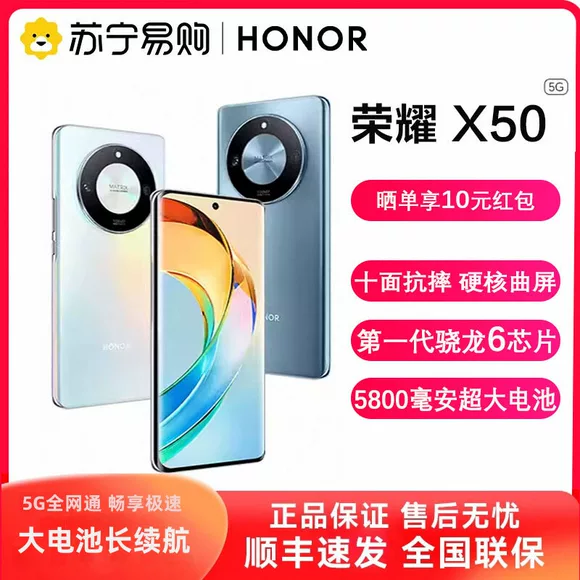 苏宁易购 | HONOR
5G
荣耀 X50
晒单享10元红包
十面抗摔 硬核曲屏
第一代骁龙6芯片
5800毫安超大电池
MATRIX
HONOR
HONOR
5G全网通 畅享极速
大电池长续航
正品保证 售后无忧
顺丰速发 全国联保